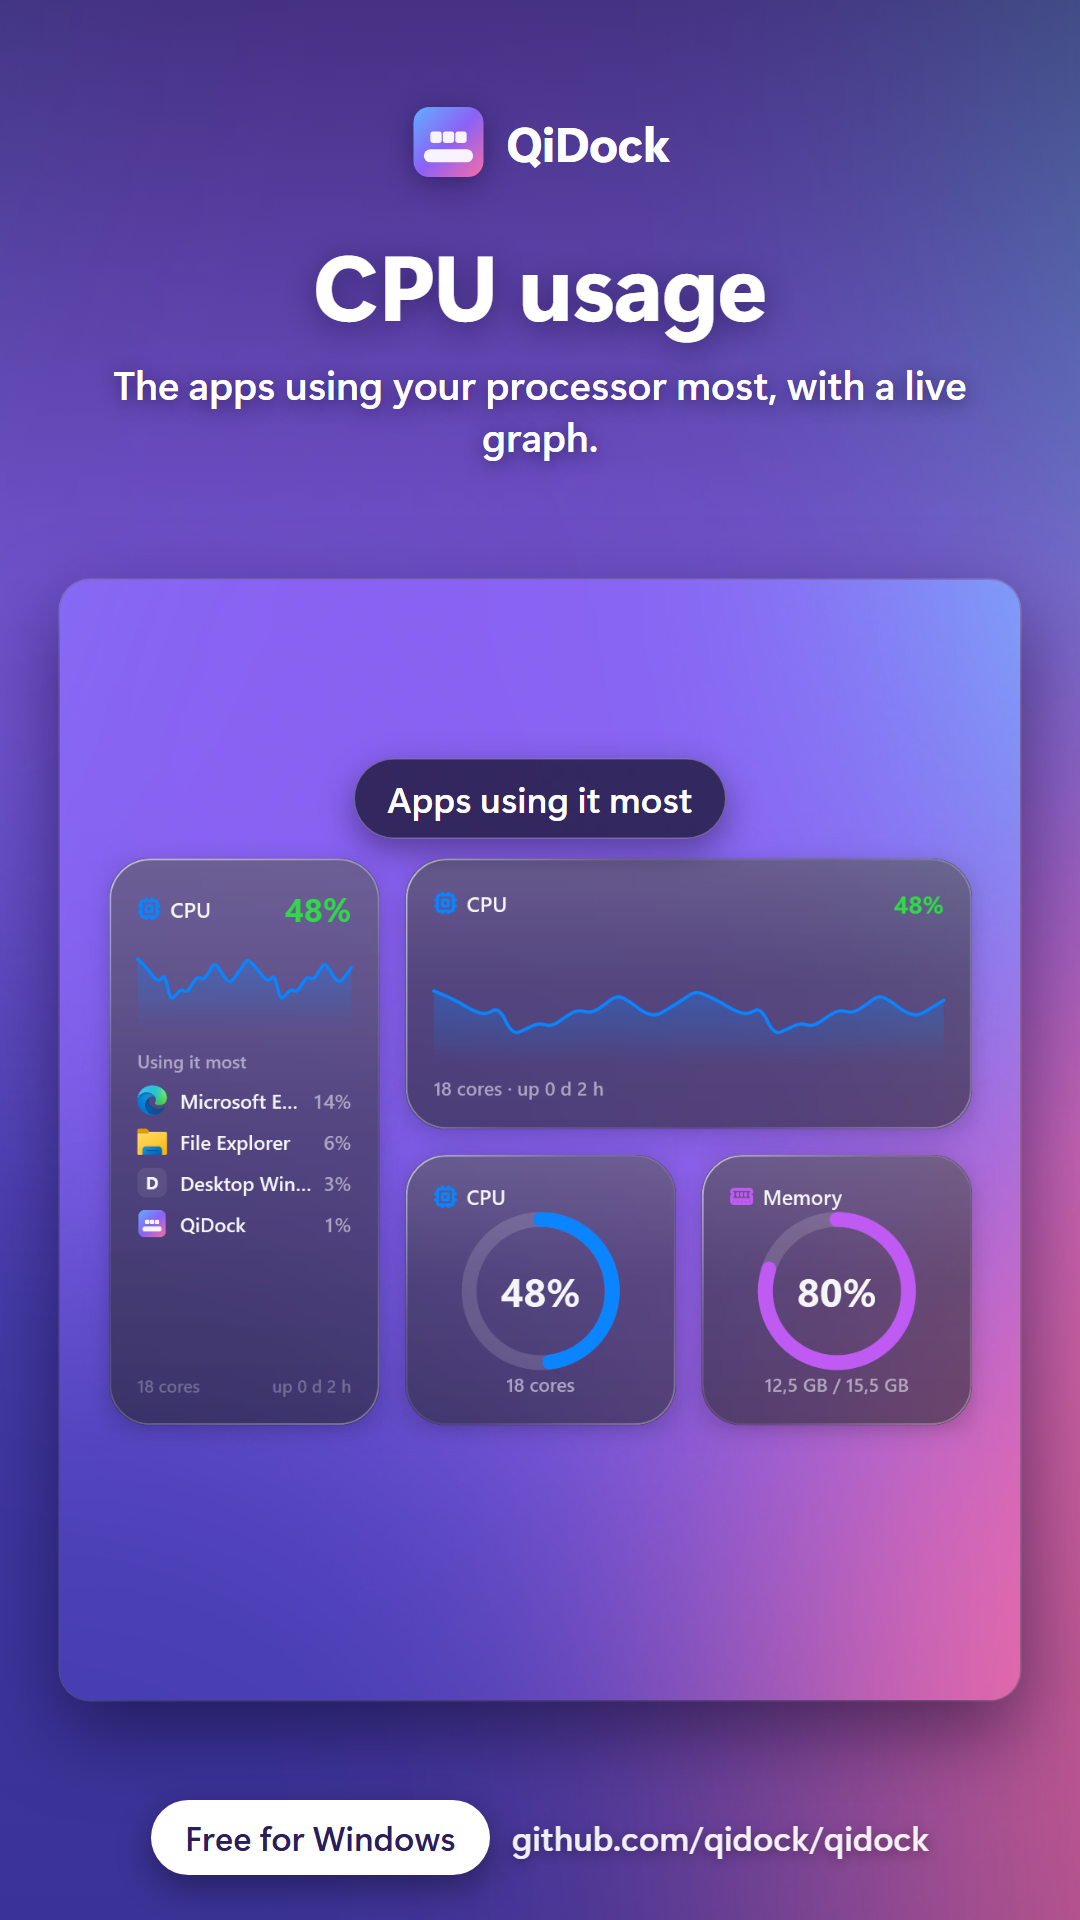 QiDock
CPU usage
The apps using your processor most, with a live
graph.
Apps using it most
CPU 48%
Using it most
Microsoft E... 14%
File Explorer 6%
D Desktop Win... 3%
QiDock 1%
18 cores up 0 d 2 h
CPU 48%
18 cores · up 0 d 2 h
CPU
48%
18 cores
Memory
80%
12,5 GB / 15,5 GB
Free for Windows github.com/qidock/qidock